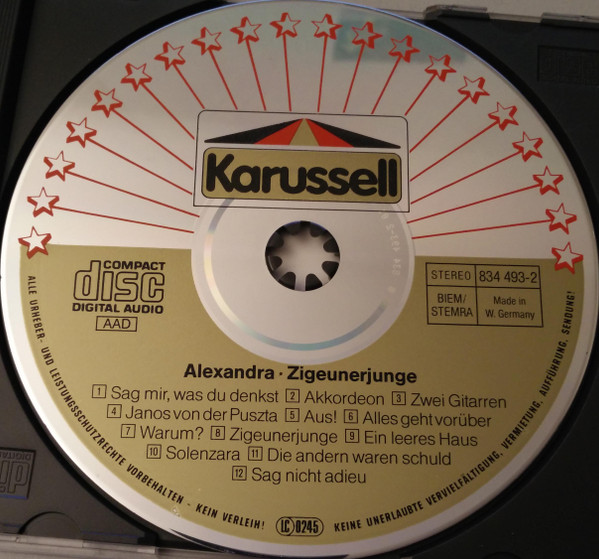 Karussell
COMPACT
disc
DIGITAL AUDIO
AAD
STEREO 834 493-2
BIEM/
STEMRA
Made in
W. Germany
Alexandra · Zigeunerjunge
1 Sag mir, was du denkst 2 Akkordeon 3 Zwei Gitarren
4 Janos von der Puszta 5 Aus! 6 Alles geht vorüber
7 Warum? 8 Zigeunerjunge 9 Ein leeres Haus
10 Solenzara 11 Die andern waren schuld
12 Sag nicht adieu
ALLE URHEBER- UND LEISTUNGSSCHUTZRECHTE VORBEHALTEN - KEIN VERLEIH! LC 0245 KEINE UNERLAUBTE VERVIELFÄLTIGUNG, VERMIETUNG, AUFFÜHRUNG, SENDUNG!